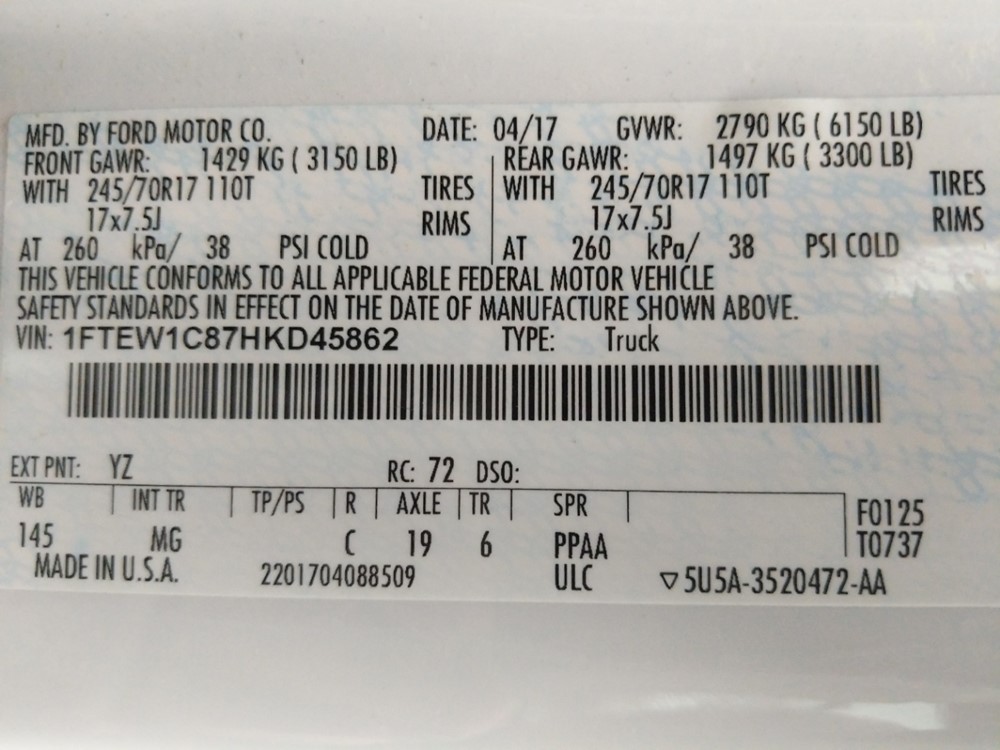 MFD. BY FORD MOTOR CO. DATE: 04/17 GVWR: 2790 KG ( 6150 LB)
FRONT GAWR: 1429 KG ( 3150 LB) REAR GAWR: 1497 KG ( 3300 LB)
WITH 245/70R17 110T TIRES WITH 245/70R17 110T TIRES
17x7.5J RIMS 17x7.5J RIMS
AT 260 kPa/ 38 PSI COLD AT 260 kPa/ 38 PSI COLD
THIS VEHICLE CONFORMS TO ALL APPLICABLE FEDERAL MOTOR VEHICLE
SAFETY STANDARDS IN EFFECT ON THE DATE OF MANUFACTURE SHOWN ABOVE.
VIN: 1FTEW1C87HKD45862 TYPE: Truck
EXT PNT: YZ RC: 72 DSO:
WB INT TR TP/PS R AXLE TR SPR F0125
145 MG C 19 6 PPAA T0737
MADE IN U.S.A. 2201704088509 ULC ▽5U5A-3520472-AA